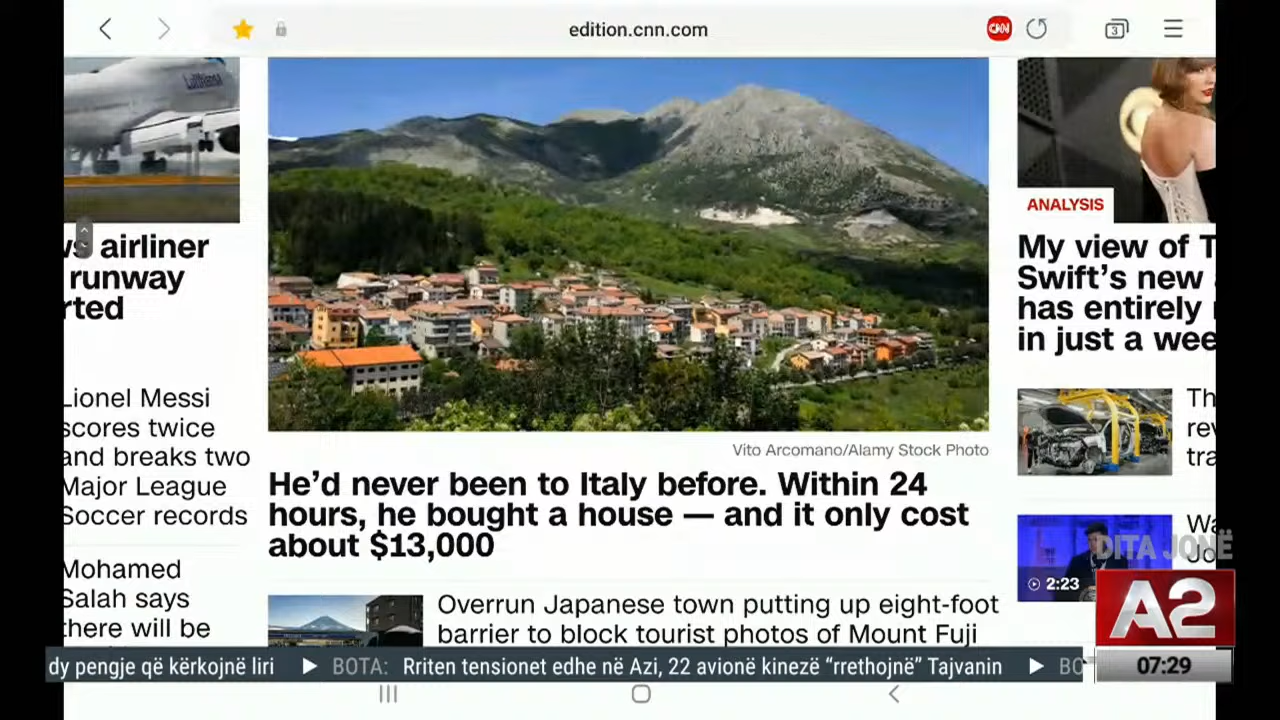 edition.cnn.com
CNN
3
Lufthansa
ws airliner
runway
rted
Lionel Messi
scores twice
and breaks two
Major League
Soccer records
Mohamed
Salah says
there will be
Vito Arcomano/Alamy Stock Photo
He'd never been to Italy before. Within 24
hours, he bought a house — and it only cost
about $13,000
Overrun Japanese town putting up eight-foot
barrier to block tourist photos of Mount Fuji
ANALYSIS
My view of T
Swift's new
has entirely
in just a wee
Th
rev
tra
Wa
Jo
2:23
DITA JONË
A2
07:29
dy pengje që kërkojnë liri ▶ BOTA: Rriten tensionet edhe në Azi, 22 avionë kinezë "rrethojnë" Tajvanin ▶ BO